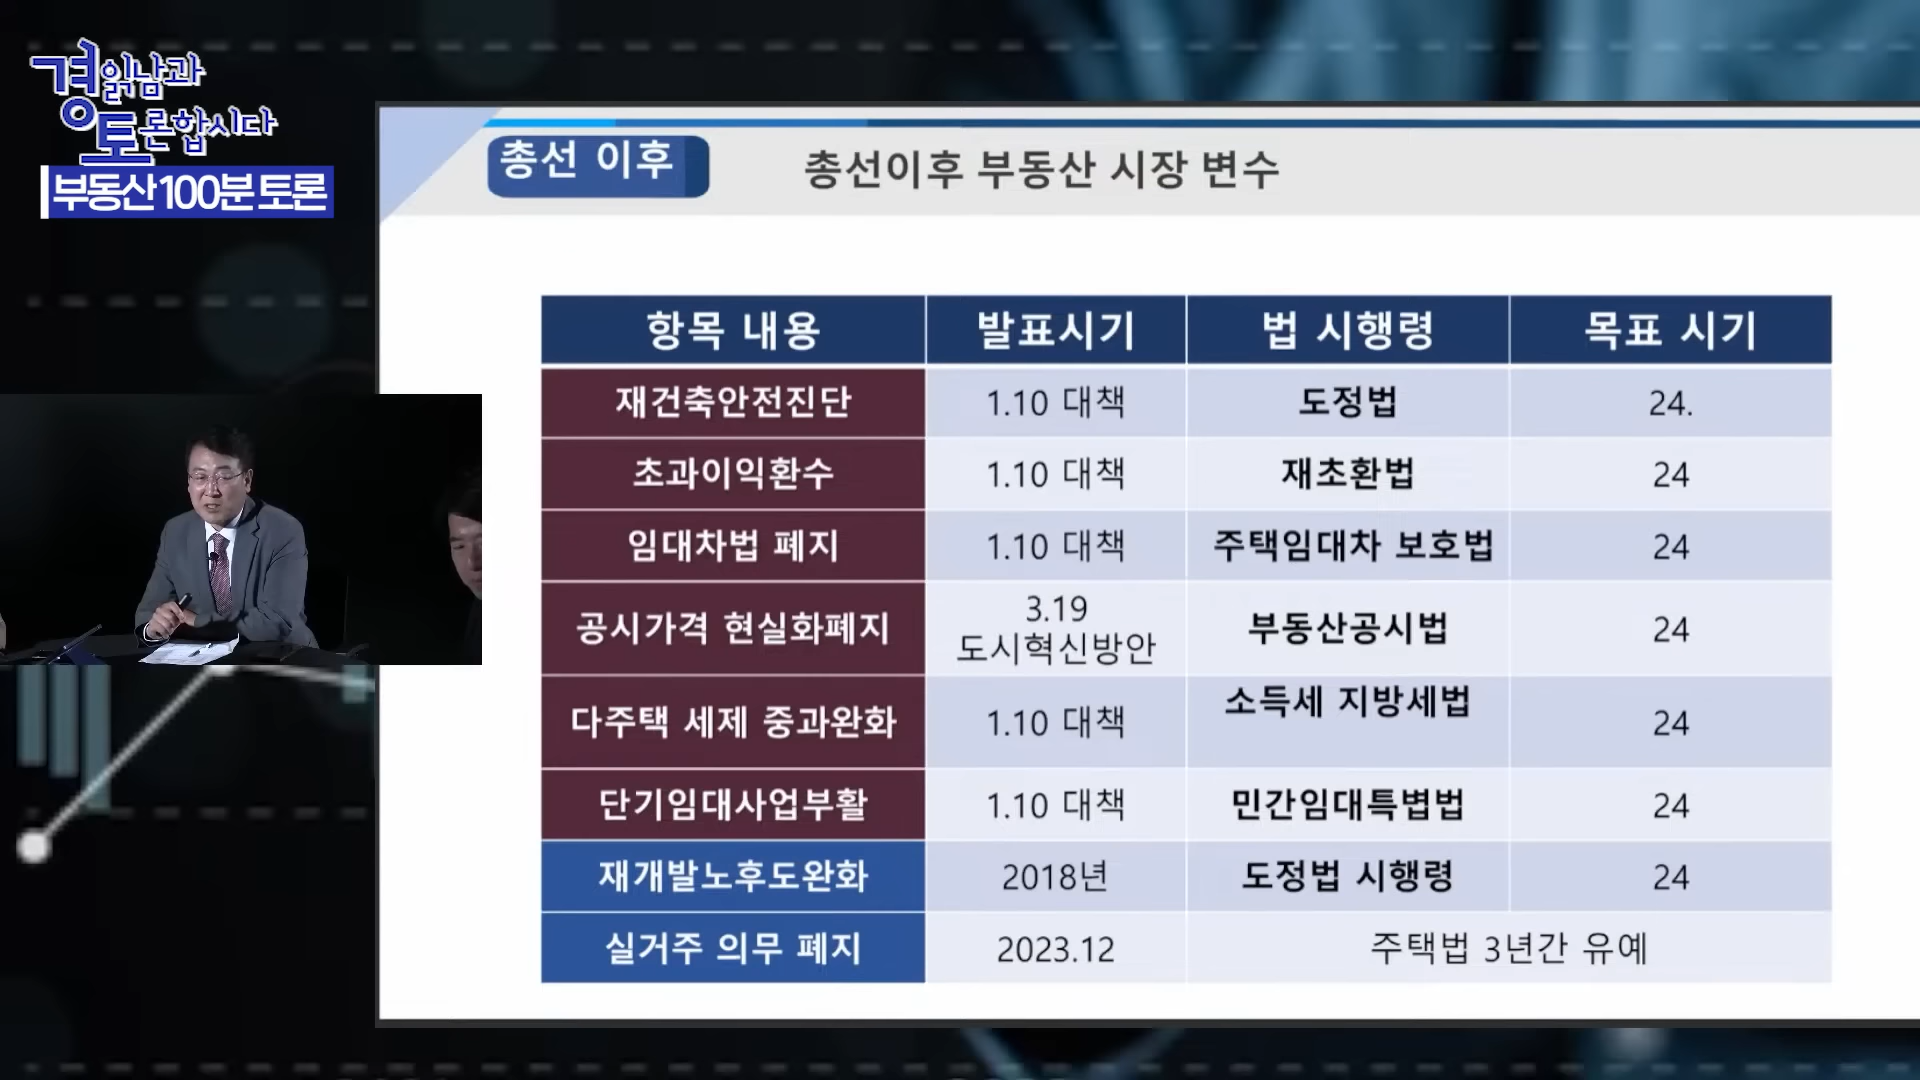 경읽남과
토론합시다
부동산 100분 토론
총선 이후
총선이후 부동산 시장 변수
항목 내용 발표시기 법 시행령 목표 시기
재건축안전진단 1.10 대책 도정법 24.
초과이익환수 1.10 대책 재초환법 24
임대차법 폐지 1.10 대책 주택임대차 보호법 24
공시가격 현실화폐지 3.19 도시혁신방안 부동산공시법 24
다주택 세제 중과완화 1.10 대책 소득세 지방세법 24
단기임대사업부활 1.10 대책 민간임대특별법 24
재개발노후도완화 2018년 도정법 시행령 24
실거주 의무 폐지 2023.12 주택법 3년간 유예